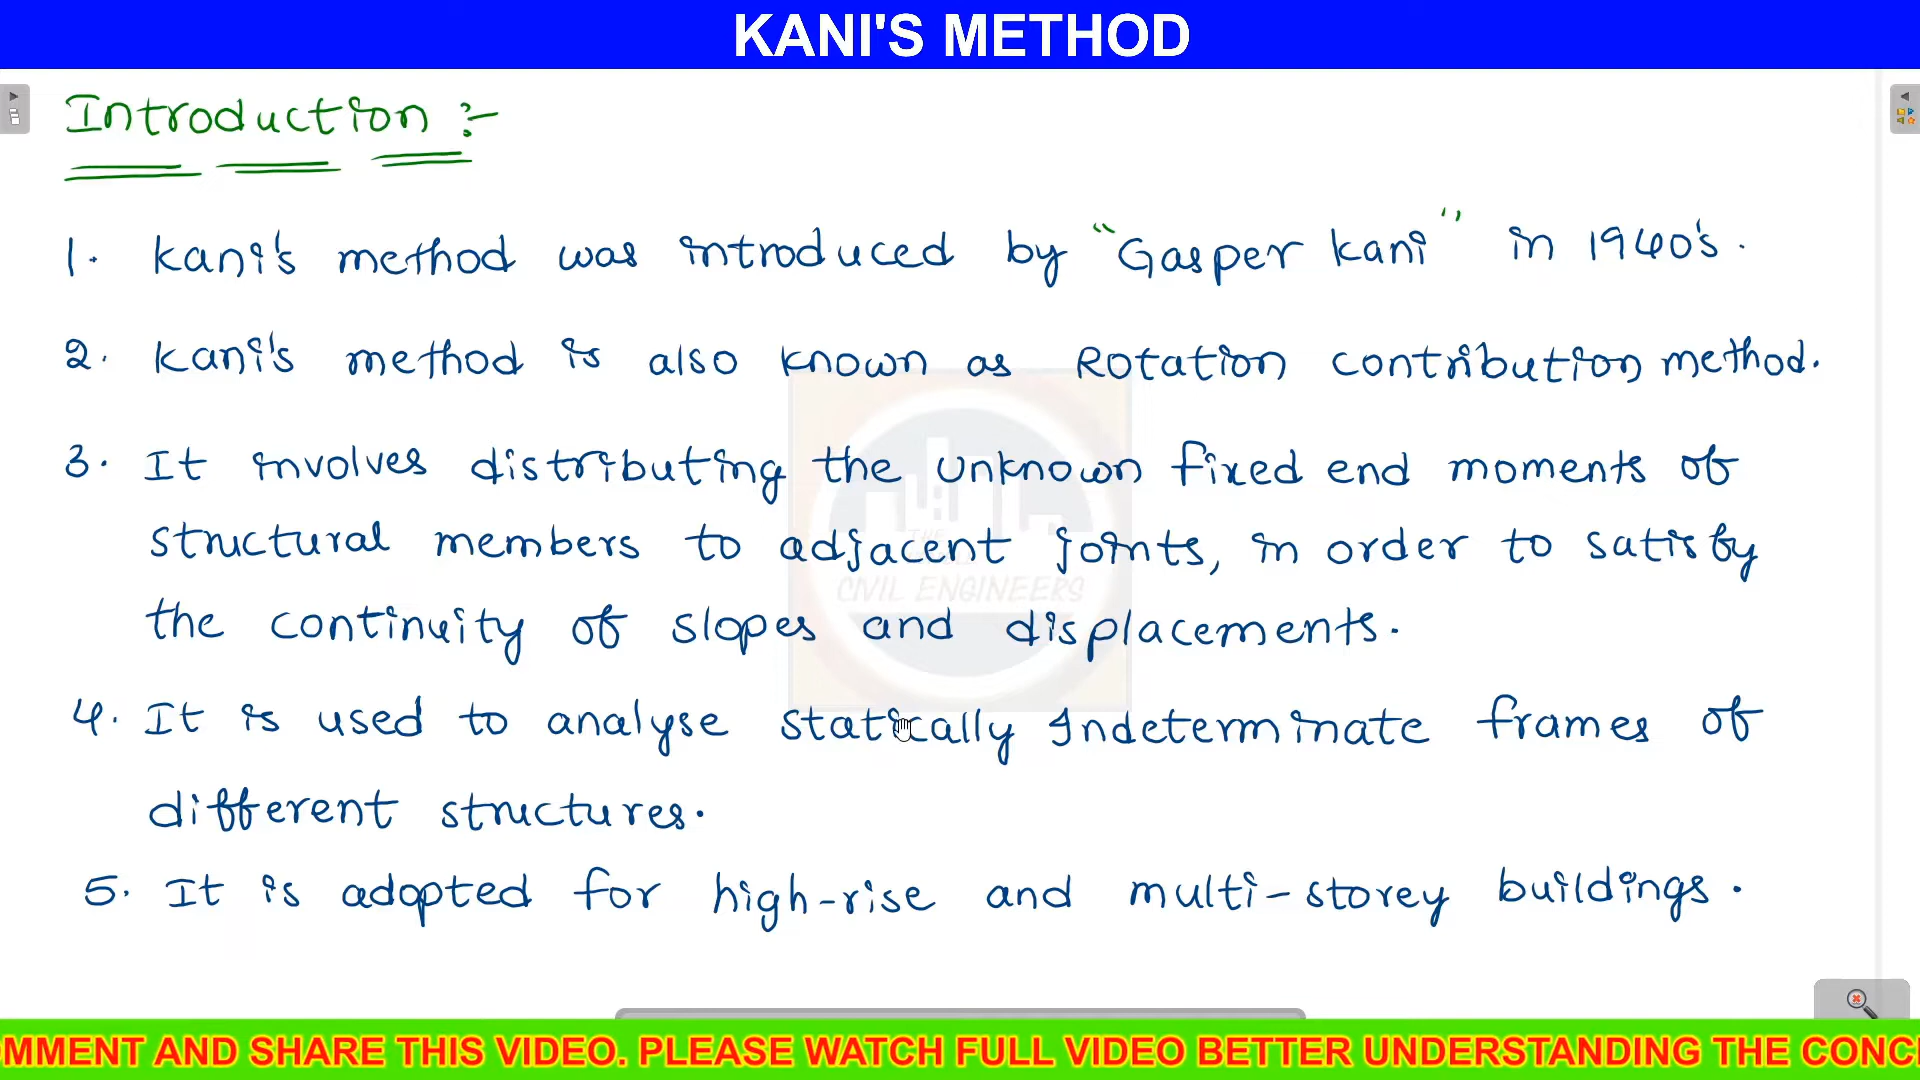 KANI'S METHOD
Introduction :-
1. Kani's method was introduced by "Gasper Kani" in 1940's.
2. Kani's method is also known as Rotation contribution method.
3. It involves distributing the unknown fixed end moments of
structural members to adjacent joints, in order to satisfy
the continuity of slopes and displacements.
THE
CIVIL ENGINEERS
4. It is used to analyse statically Indeterminate frames of
different structures.
5. It is adopted for high-rise and multi-storey buildings.
OMMENT AND SHARE THIS VIDEO. PLEASE WATCH FULL VIDEO BETTER UNDERSTANDING THE CONC